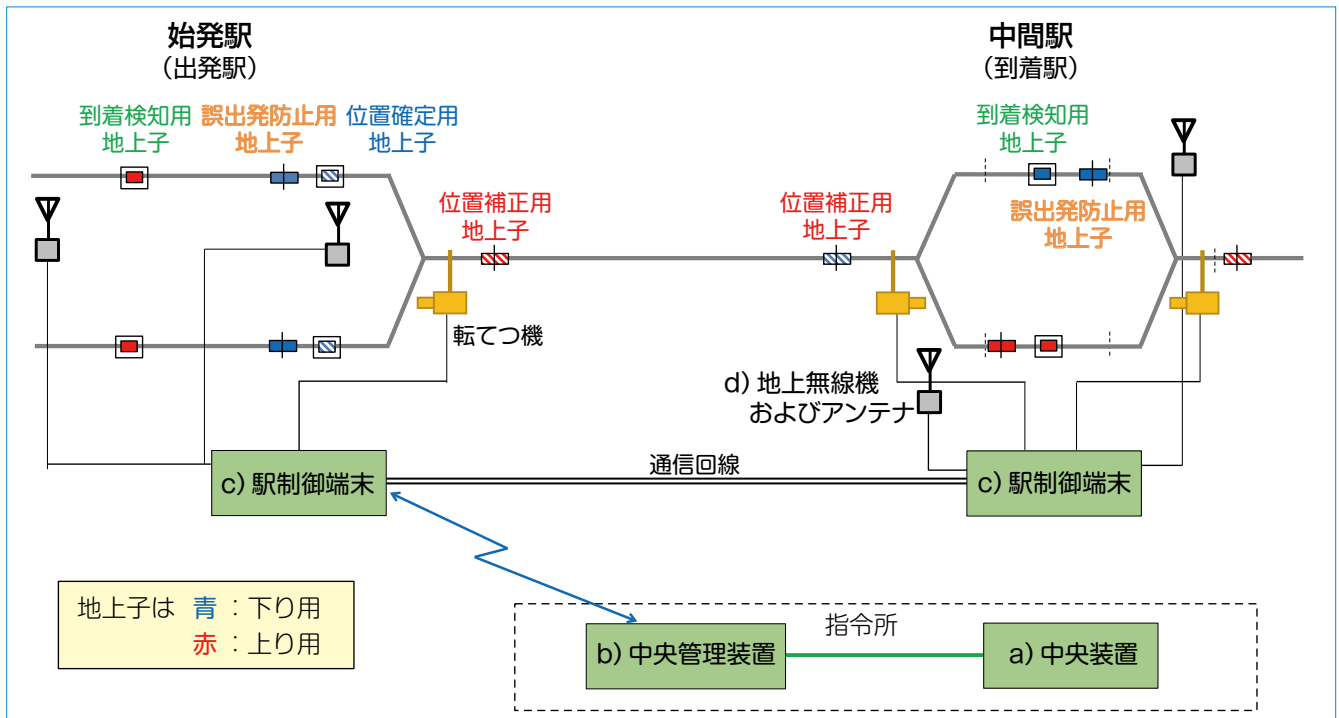 始発駅
（出発駅）
中間駅
（到着駅）
到着検知用
地上子
誤出発防止用
地上子
位置確定用
地上子
到着検知用
地上子
位置補正用
地上子
位置補正用
地上子
誤出発防止用
地上子
転てつ機
d）地上無線機
およびアンテナ
通信回線
c）駅制御端末
c）駅制御端末
地上子は 青：下り用
赤：上り用
指令所
b）中央管理装置
a）中央装置